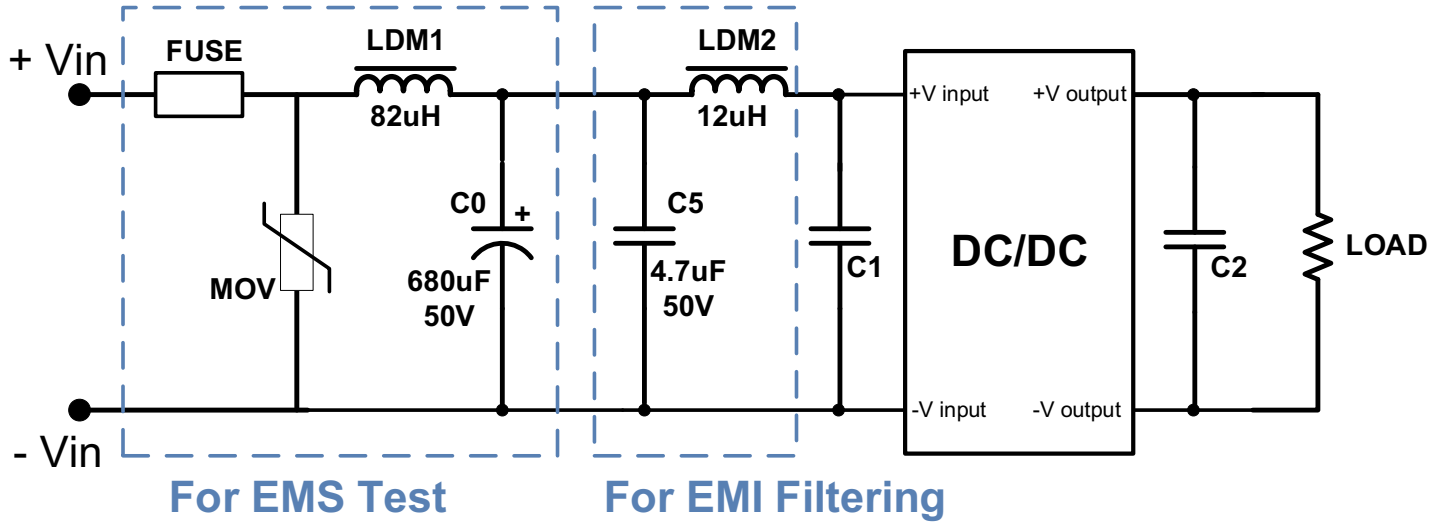 FUSE
LDM1
LDM2
+ Vin
82uH
12uH
+V input
+V output
C0
+
C5
680uF
50V
4.7uF
50V
MOV
C1
DC/DC
C2
LOAD
-V input
-V output
- Vin
For EMS Test
For EMI Filtering